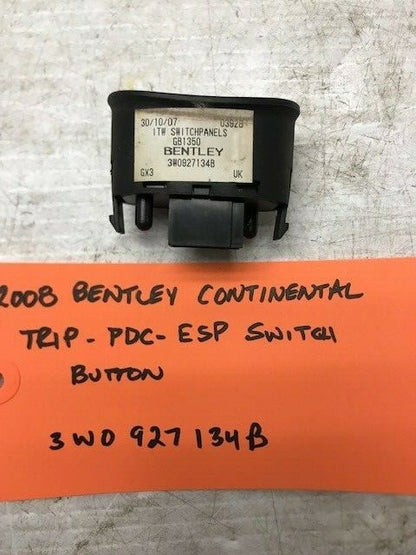 30/10/07 03928
ITW SWITCHPANELS
GB1350
BENTLEY
3W0927134B
GX3 UK
2008 BENTLEY CONTINENTAL
TRIP - PDC - ESP SWITCH
BUTTON
3W0 927 134B